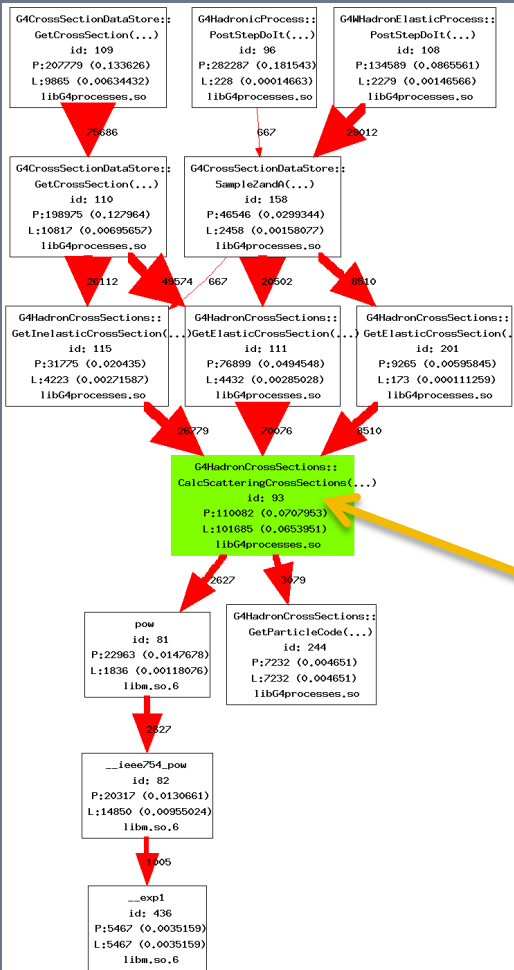 G4CrossSectionDataStore::
GetCrossSection(...)
id: 109
P:207779 (0.133626)
L:9865 (0.00634432)
libG4processes.so
G4HadronicProcess::
PostStepDoIt(...)
id: 96
P:282287 (0.181543)
L:228 (0.00014663)
libG4processes.so
G4WHadronElasticProcess::
PostStepDoIt(...)
id: 108
P:134589 (0.0865561)
L:2279 (0.00146566)
libG4processes.so
75686
667
29012
G4CrossSectionDataStore::
GetCrossSection(...)
id: 110
P:198975 (0.127964)
L:10817 (0.00695657)
libG4processes.so
G4CrossSectionDataStore::
SampleZandA(...)
id: 158
P:46546 (0.0299344)
L:2458 (0.00158077)
libG4processes.so
26112
49574
667
20502
8510
G4HadronCrossSections::
GetInelasticCrossSection(...)
id: 115
P:31775 (0.020435)
L:4223 (0.00271587)
libG4processes.so
G4HadronCrossSections::
GetElasticCrossSection(...)
id: 111
P:76899 (0.0494548)
L:4432 (0.00285028)
libG4processes.so
G4HadronCrossSections::
GetElasticCrossSection(.
id: 201
P:9265 (0.00595845)
L:173 (0.000111259)
libG4processes.so
26779
70076
8510
G4HadronCrossSections::
CalcScatteringCrossSections(...)
id: 93
P:110082 (0.0707953)
L:101685 (0.0653951)
libG4processes.so
2627
3079
pow
id: 81
P:22963 (0.0147678)
L:1836 (0.00118076)
libm.so.6
G4HadronCrossSections::
GetParticleCode(...)
id: 244
P:7232 (0.004651)
L:7232 (0.004651)
libG4processes.so
2627
__ieee754_pow
id: 82
P:20317 (0.0130661)
L:14850 (0.00955024)
libm.so.6
1005
__exp1
id: 436
P:5467 (0.0035159)
L:5467 (0.0035159)
libm.so.6